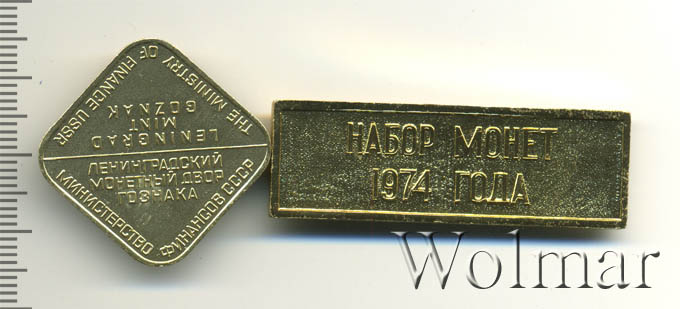 THE MINISTRY OF FINANCE USSR
LENINGRAD
MINT
GOZNAK
ЛЕНИНГРАДСКИЙ
МОНЕТНЫЙ ДВОР
ГОЗНАКА
МИНИСТЕРСТВО ФИНАНСОВ СССР
НАБОР МОНЕТ
1974 ГОДА
Wolmar